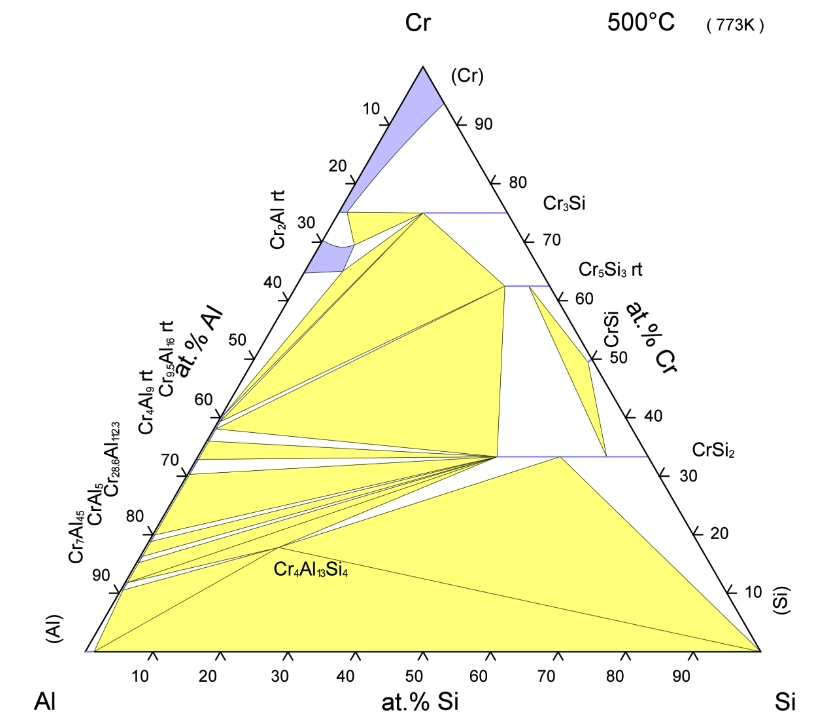 Cr
500°C
( 773K )
(Cr)
10
90
20
80
Cr₂Al rt
Cr₃Si
30
70
Cr₅Si₃ rt
40
60
at.% Al
CrSi
at.% Cr
50
50
Cr₉.₅Al₁₆ rt
Cr₄Al₉ rt
60
40
CrSi₂
70
30
Cr₂₈.₆Al₁₁₂.₃
CrAl₅
Cr₇Al₄₅
80
20
Cr₄Al₁₃Si₄
90
10
(Al)
(Si)
10 20 30 40 50 60 70 80 90
Al
at.% Si
Si